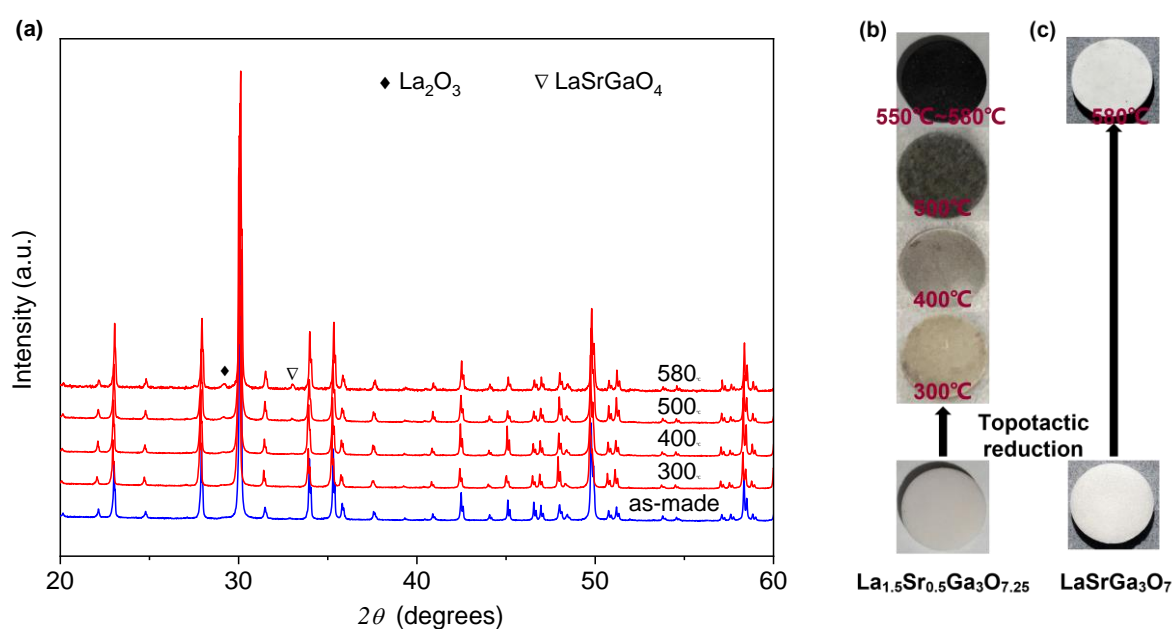 (a)
♦ La₂O₃
▽ LaSrGaO₄
♦
▽
580℃
500℃
400℃
300℃
as-made
Intensity (a.u.)
20
30
40
50
60
2θ (degrees)
(b)
550℃~580℃
500℃
400℃
300℃
Topotactic
reduction
La₁.₅Sr₀.₅Ga₃O₇.₂₅
(c)
580℃
LaSrGa₃O₇